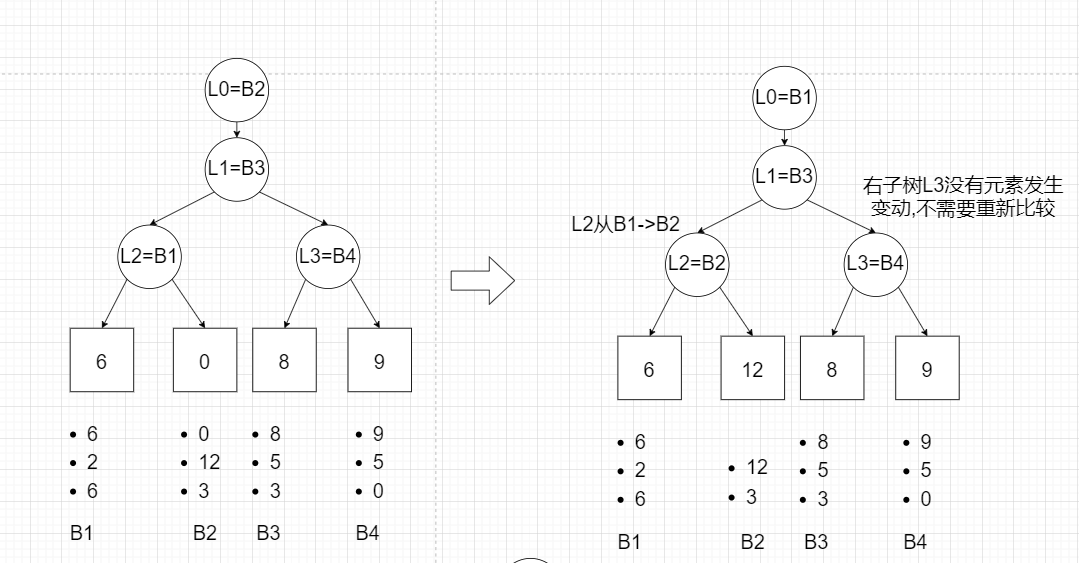 L0=B2
L1=B3
L2=B1
L3=B4
6
0
8
9
• 6
• 2
• 6
• 0
• 12
• 3
• 8
• 5
• 3
• 9
• 5
• 0
B1
B2
B3
B4
L0=B1
L1=B3
右子树L3没有元素发生
变动,不需要重新比较
L2从B1->B2
L2=B2
L3=B4
6
12
8
9
• 6
• 2
• 6
• 12
• 3
• 8
• 5
• 3
• 9
• 5
• 0
B1
B2
B3
B4